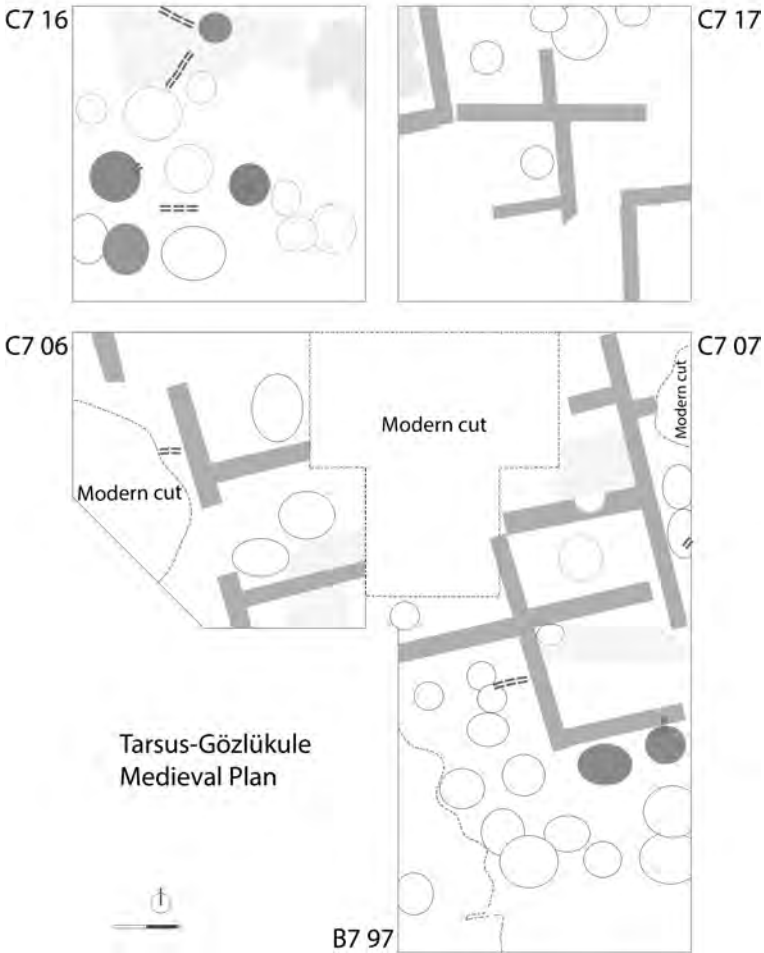 C7 16
C7 17
C7 06
C7 07
Modern cut
Modern cut
Modern cut
Tarsus-Gözlükule
Medieval Plan
B7 97